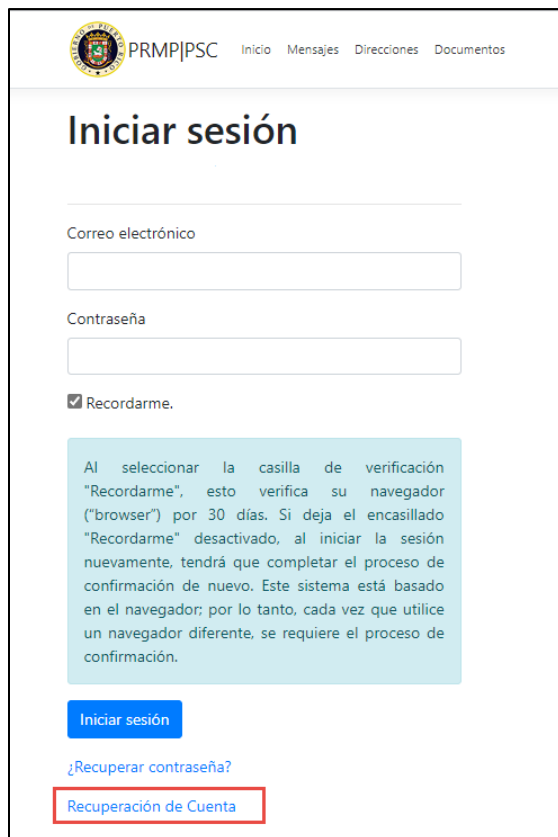 PRMP|PSC Inicio Mensajes Direcciones Documentos
Iniciar sesión
Correo electrónico
Contraseña
Recordarme.
Al seleccionar la casilla de verificación
"Recordarme", esto verifica su navegador
(“browser”) por 30 días. Si deja el encasillado
"Recordarme" desactivado, al iniciar la sesión
nuevamente, tendrá que completar el proceso de
confirmación de nuevo. Este sistema está basado
en el navegador; por lo tanto, cada vez que utilice
un navegador diferente, se requiere el proceso de
confirmación.
Iniciar sesión
¿Recuperar contraseña?
Recuperación de Cuenta